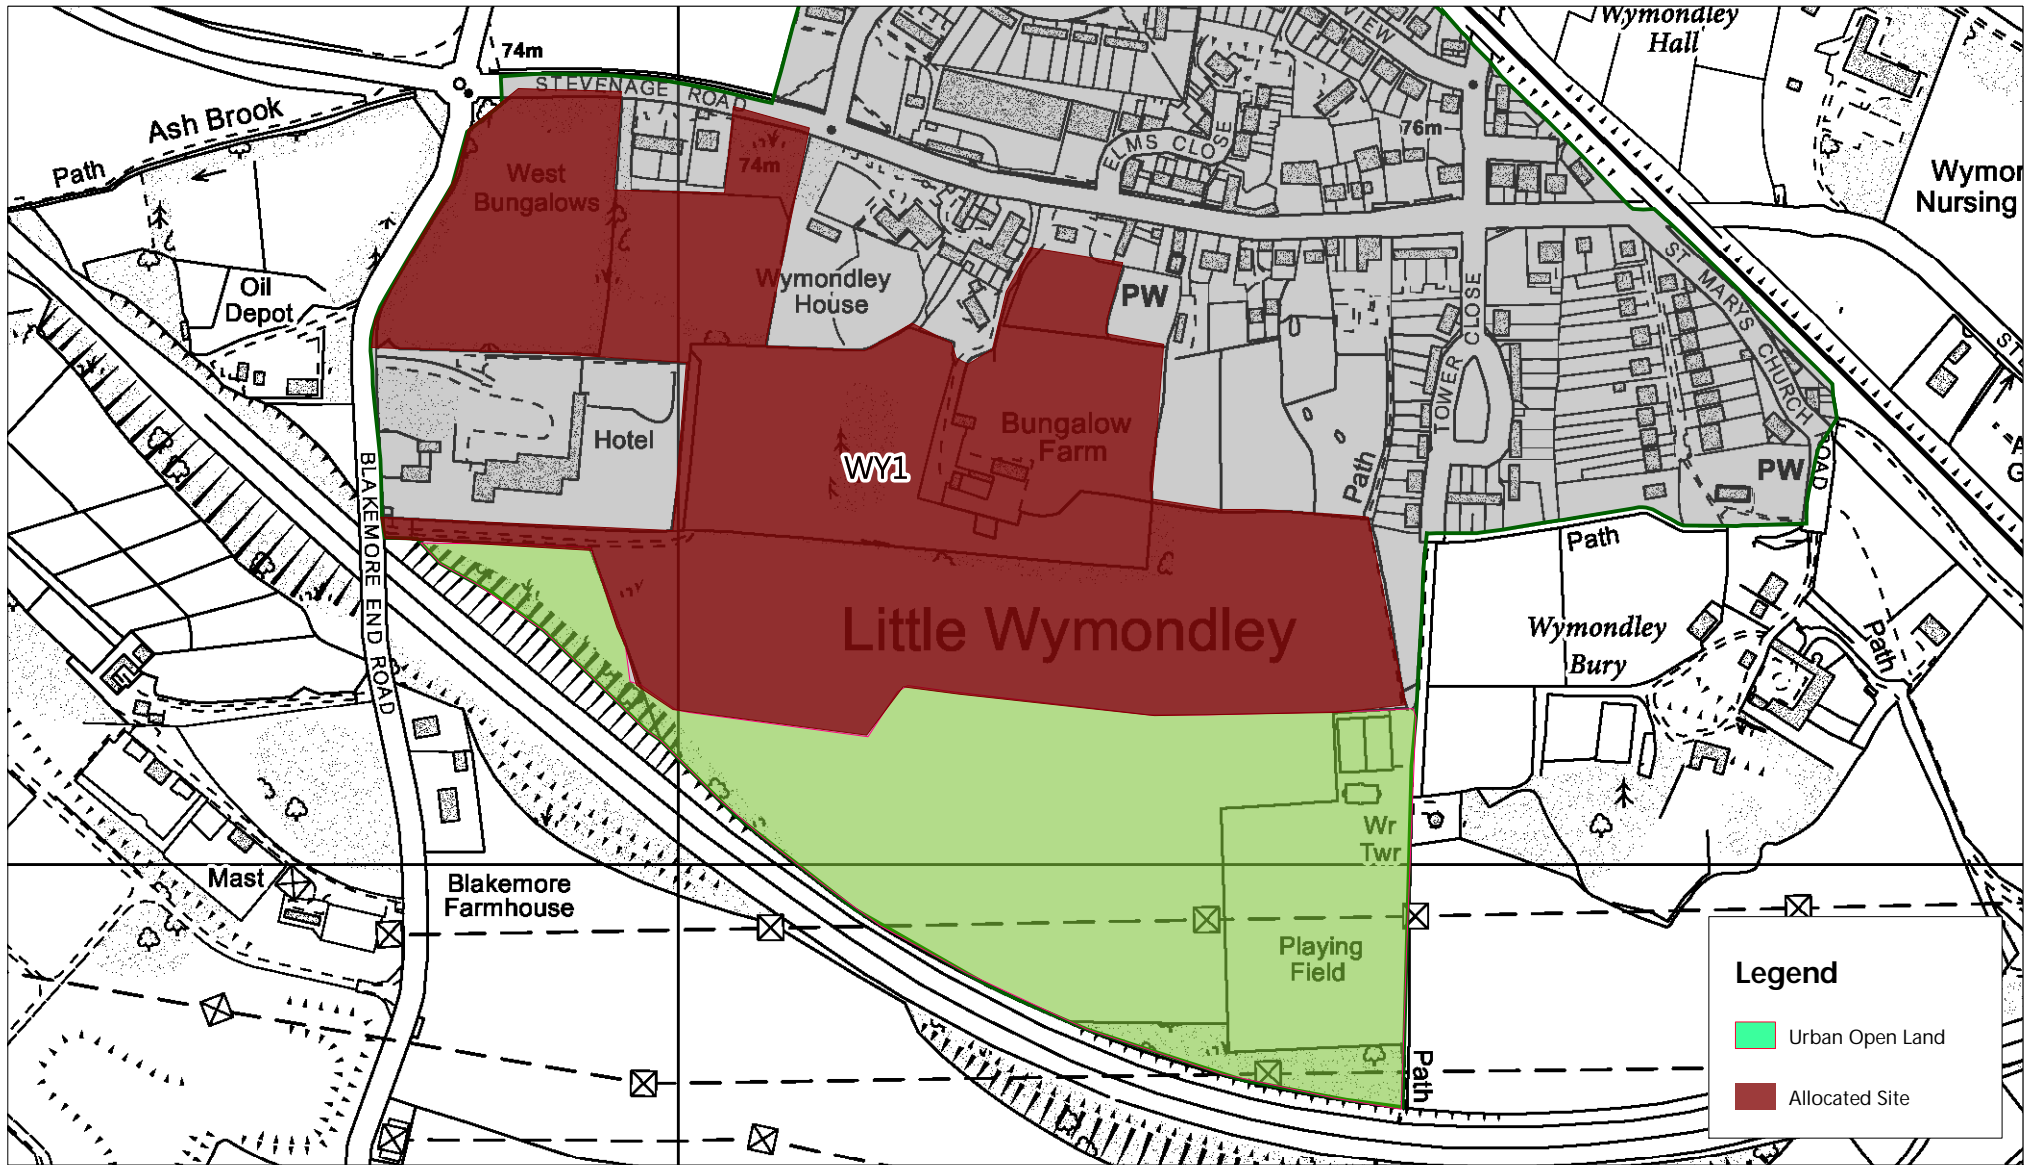 Wymondley
Hall
VIEW
74m
STEVENAGE ROAD
Ash Brook
Path
West
Bungalows
74m
ELMS CLOSE
76m
Wymondley
House
PW
Oil
Depot
Hotel
WY1
Bungalow
Farm
TOWER CLOSE
ST MARYS CHURCH ROAD
Path
PW
Nursing
BLAKEMORE END ROAD
Little Wymondley
Path
Wymondley
Bury
Path
Wr
Twr
Mast
Blakemore
Farmhouse
Playing
Field
Path
Legend
Urban Open Land
Allocated Site